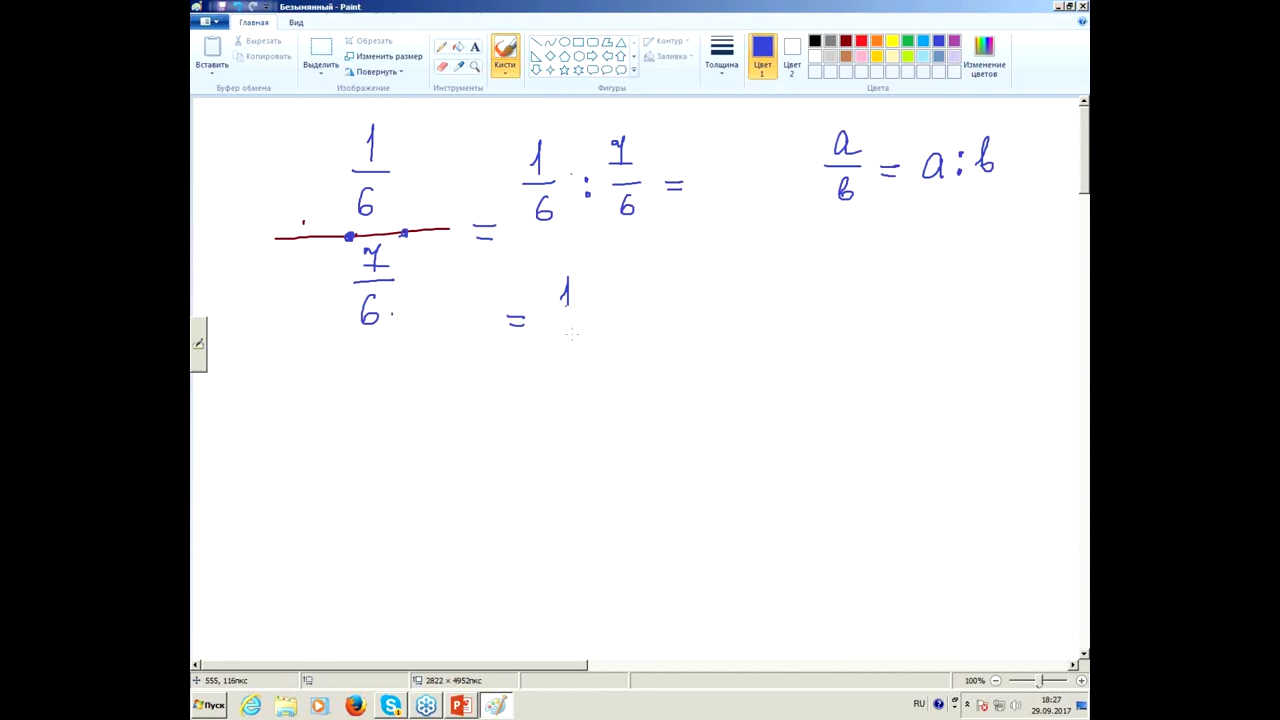 Безымянный - Paint
Главная Вид
Вставить
Вырезать
Копировать
Буфер обмена
Выделить
Обрезать
Изменить размер
Повернуть
Изображение
A
Инструменты
Кисти
Контур
Заливка
Фигуры
Толщина
Цвет 1
Цвет 2
Изменение цветов
Цвета
1/6 / 7/6 = 1/6 : 7/6 =
= 1
a/b = a : b
555, 116пкс
2822 × 4952пкс
100%
Пуск
RU
18:27
29.09.2017